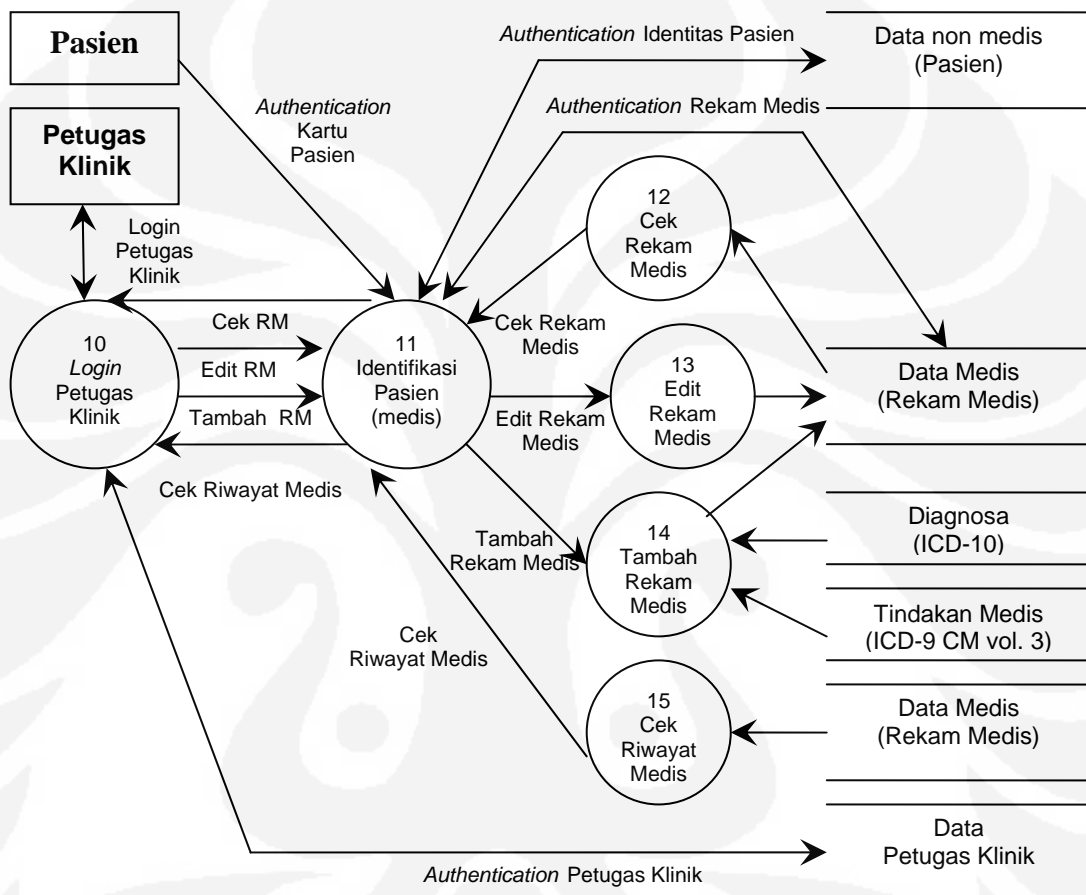 Pasien
Authentication Identitas Pasien
Data non medis
(Pasien)
Authentication
Kartu
Pasien
Authentication Rekam Medis
Petugas
Klinik
Login
Petugas
Klinik
12
Cek
Rekam
Medis
Cek RM
Edit RM
Tambah RM
Cek Riwayat Medis
10
Login
Petugas
Klinik
11
Identifikasi
Pasien
(medis)
Cek Rekam
Medis
Edit Rekam
Medis
13
Edit
Rekam
Medis
Data Medis
(Rekam Medis)
Tambah
Rekam Medis
14
Tambah
Rekam
Medis
Diagnosa
(ICD-10)
Tindakan Medis
(ICD-9 CM vol. 3)
Cek
Riwayat Medis
15
Cek
Riwayat
Medis
Data Medis
(Rekam Medis)
Data
Petugas Klinik
Authentication Petugas Klinik